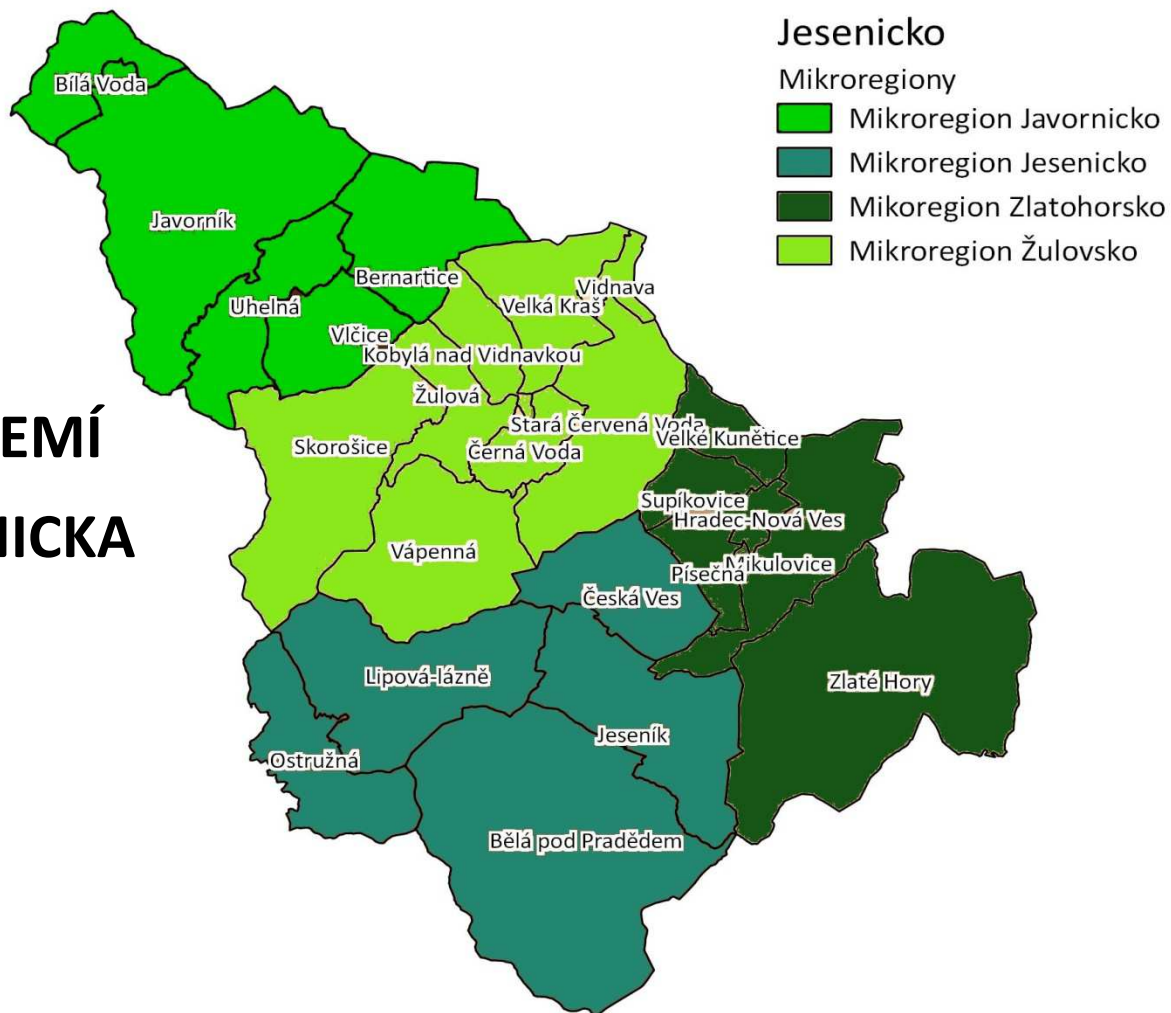 Jesenicko
Mikroregiony
Mikroregion Javornicko
Mikroregion Jesenicko
Mikoregion Zlatohorsko
Mikroregion Žulovsko
Bílá Voda
Javorník
Bernartice
Uhelná
Vlčice
Vidnava
Velká Kraš
Kobylá nad Vidnavkou
Žulová
Stará Červená Voda
Skorošice
Černá Voda
Velké Kunětice
Supíkovice
Hradec-Nová Ves
Vápenná
Písečná
Mikulovice
Česká Ves
Lipová-lázně
Zlaté Hory
Jeseník
Ostružná
Bělá pod Pradědem
EMÍ
NICKA